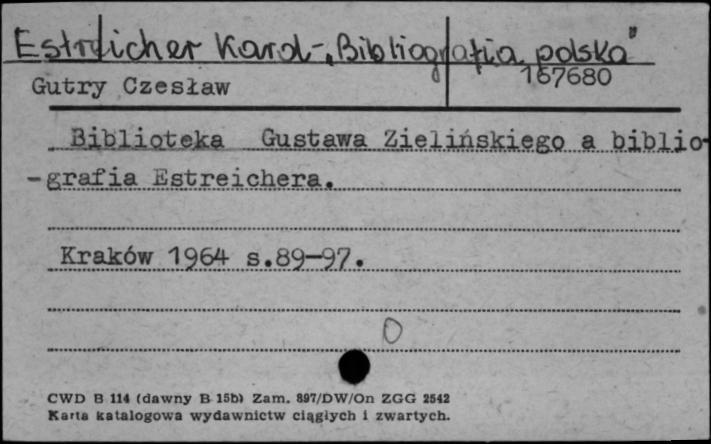 Estreicher Karol - „Bibliografia polska"
167680
Gutry Czesław
Biblioteka Gustawa Zielińskiego a biblio-
-grafia Estreichera.
Kraków 1964 s.89-97.
CWD B 114 (dawny B 15b) Zam. 897/DW/On ZGG 2542
Karta katalogowa wydawnictw ciągłych i zwartych.